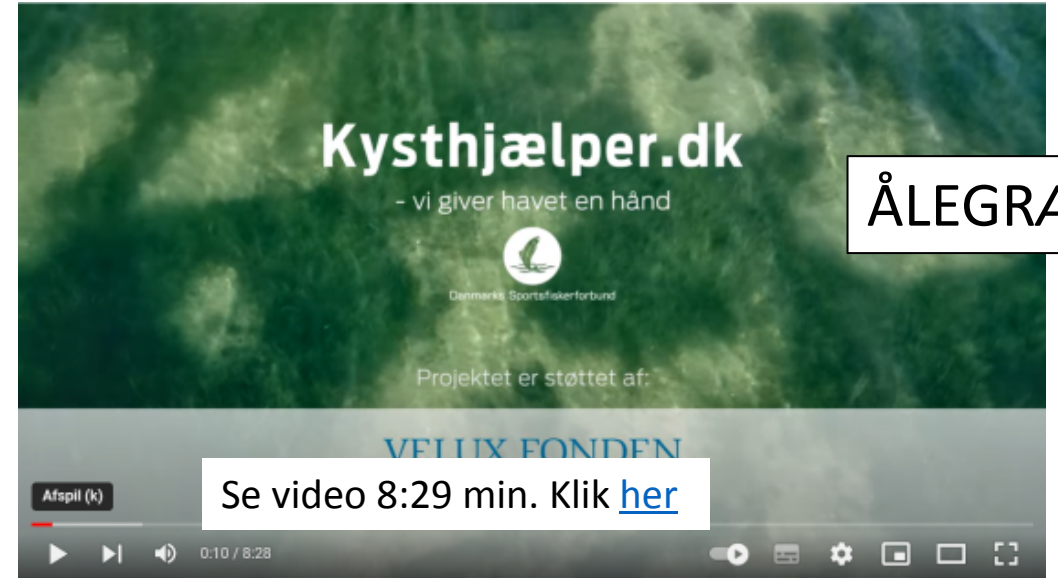 Kysthjælper.dk
- vi giver havet en hånd
ÅLEGRÆ
Danmarks Sportsfiskerforbund
Projektet er støttet af:
VELUX FONDEN
Se video 8:29 min. Klik her
Afspil (k)
0:10 / 8:28